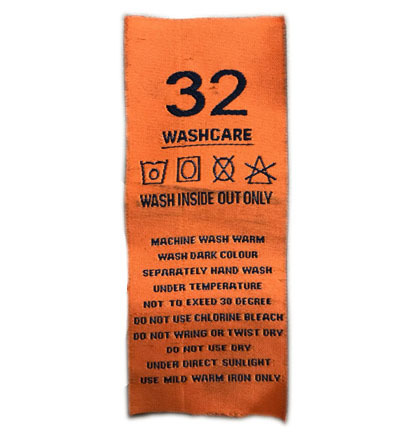 32
WASHCARE
WASH INSIDE OUT ONLY
MACHINE WASH WARM
WASH DARK COLOUR
SEPARATELY HAND WASH
UNDER TEMPERATURE
NOT TO EXEED 30 DEGREE
DO NOT USE CHLORINE BLEACH
DO NOT WRING OR TWIST DRY
DO NOT USE DRY
UNDER DIRECT SUNLIGHT
USE MILD WARM IRON ONLY